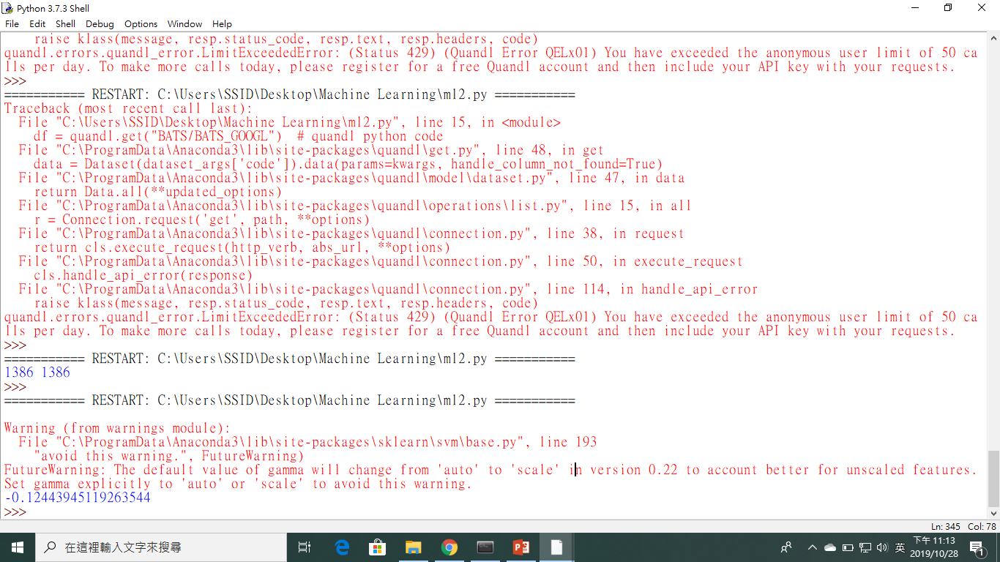 Python 3.7.3 Shell
File Edit Shell Debug Options Window Help
raise klass(message, resp.status_code, resp.text, resp.headers, code)
quandl.errors.quandl_error.LimitExceededError: (Status 429) (Quandl Error QELx01) You have exceeded the anonymous user limit of 50 ca
lls per day. To make more calls today, please register for a free Quandl account and then include your API key with your requests.
>>>
=========== RESTART: C:\Users\SSID\Desktop\Machine Learning\ml2.py ===========
Traceback (most recent call last):
File "C:\Users\SSID\Desktop\Machine Learning\ml2.py", line 15, in <module>
df = quandl.get("BATS/BATS_GOOGL")  # quandl python code
File "C:\ProgramData\Anaconda3\lib\site-packages\quandl\get.py", line 48, in get
data = Dataset(dataset_args['code']).data(params=kwargs, handle_column_not_found=True)
File "C:\ProgramData\Anaconda3\lib\site-packages\quandl\model\dataset.py", line 47, in data
return Data.all(**updated_options)
File "C:\ProgramData\Anaconda3\lib\site-packages\quandl\operations\list.py", line 15, in all
r = Connection.request('get', path, **options)
File "C:\ProgramData\Anaconda3\lib\site-packages\quandl\connection.py", line 38, in request
return cls.execute_request(http_verb, abs_url, **options)
File "C:\ProgramData\Anaconda3\lib\site-packages\quandl\connection.py", line 50, in execute_request
cls.handle_api_error(response)
File "C:\ProgramData\Anaconda3\lib\site-packages\quandl\connection.py", line 114, in handle_api_error
raise klass(message, resp.status_code, resp.text, resp.headers, code)
quandl.errors.quandl_error.LimitExceededError: (Status 429) (Quandl Error QELx01) You have exceeded the anonymous user limit of 50 ca
lls per day. To make more calls today, please register for a free Quandl account and then include your API key with your requests.
>>>
=========== RESTART: C:\Users\SSID\Desktop\Machine Learning\ml2.py ===========
1386 1386
>>>
=========== RESTART: C:\Users\SSID\Desktop\Machine Learning\ml2.py ===========
Warning (from warnings module):
File "C:\ProgramData\Anaconda3\lib\site-packages\sklearn\svm\base.py", line 193
"avoid this warning.", FutureWarning)
FutureWarning: The default value of gamma will change from 'auto' to 'scale' in version 0.22 to account better for unscaled features.
Set gamma explicitly to 'auto' or 'scale' to avoid this warning.
-0.12443945119263544
>>>
Ln: 345 Col: 78
在這裡輸入文字來搜尋
英
下午 11:13
2019/10/28
1